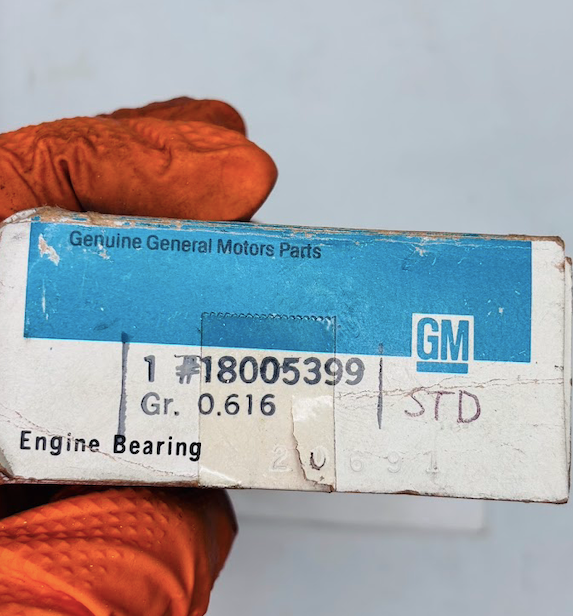 Genuine General Motors Parts
GM
1 #18005399
Gr. 0.616
STD
Engine Bearing